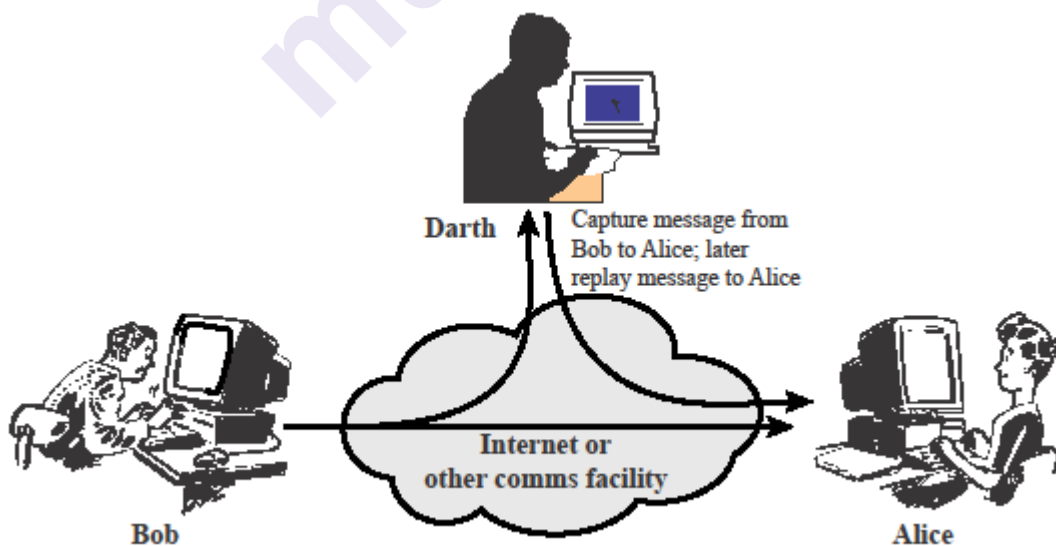 Darth
Capture message from
Bob to Alice; later
replay message to Alice
Internet or
other comms facility
Bob
Alice